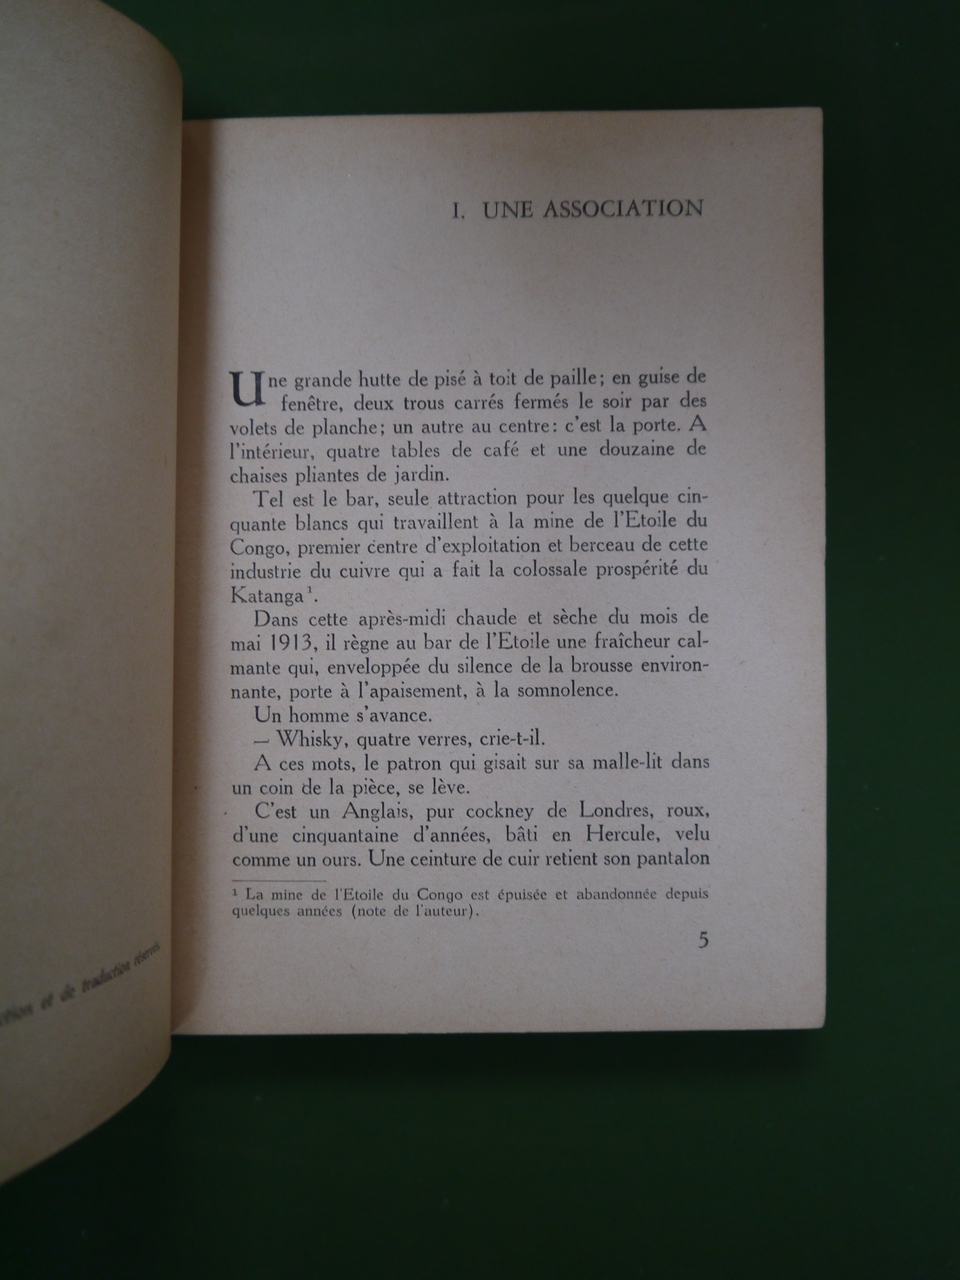 I. UNE ASSOCIATION
Une grande hutte de pisé à toit de paille; en guise de
fenêtre, deux trous carrés fermés le soir par des
volets de planche; un autre au centre: c'est la porte. A
l'intérieur, quatre tables de café et une douzaine de
chaises pliantes de jardin.
Tel est le bar, seule attraction pour les quelque cin-
quante blancs qui travaillent à la mine de l'Etoile du
Congo, premier centre d'exploitation et berceau de cette
industrie du cuivre qui a fait la colossale prospérité du
Katanga¹.
Dans cette après-midi chaude et sèche du mois de
mai 1913, il règne au bar de l'Etoile une fraîcheur cal-
mante qui, enveloppée du silence de la brousse environ-
nante, porte à l'apaisement, à la somnolence.
Un homme s'avance.
— Whisky, quatre verres, crie-t-il.
A ces mots, le patron qui gisait sur sa malle-lit dans
un coin de la pièce, se lève.
C'est un Anglais, pur cockney de Londres, roux,
d'une cinquantaine d'années, bâti en Hercule, velu
comme un ours. Une ceinture de cuir retient son pantalon
¹ La mine de l'Etoile du Congo est épuisée et abandonnée depuis
quelques années (note de l'auteur).
5
et de traduction réservés